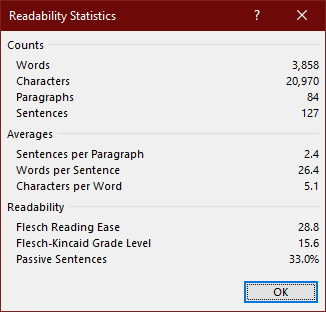 Readability Statistics ? ×
Counts
Words 3,858
Characters 20,970
Paragraphs 84
Sentences 127
Averages
Sentences per Paragraph 2.4
Words per Sentence 26.4
Characters per Word 5.1
Readability
Flesch Reading Ease 28.8
Flesch-Kincaid Grade Level 15.6
Passive Sentences 33.0%
OK